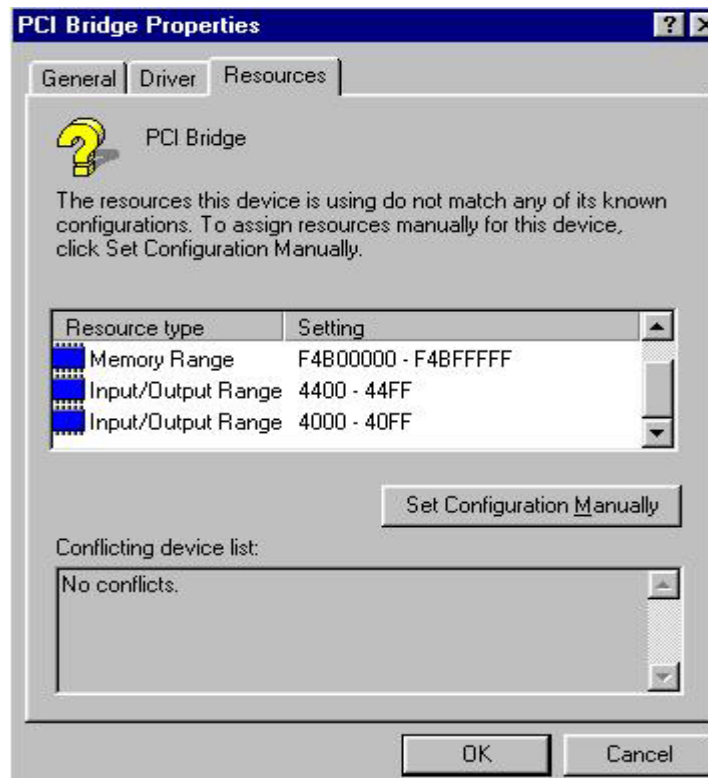 PCI Bridge Properties
General Driver Resources
PCI Bridge
The resources this device is using do not match any of its known
configurations. To assign resources manually for this device,
click Set Configuration Manually.
Resource type Setting
Memory Range F4B00000 - F4BFFFFF
Input/Output Range 4400 - 44FF
Input/Output Range 4000 - 40FF
Set Configuration Manually
Conflicting device list:
No conflicts.
OK Cancel